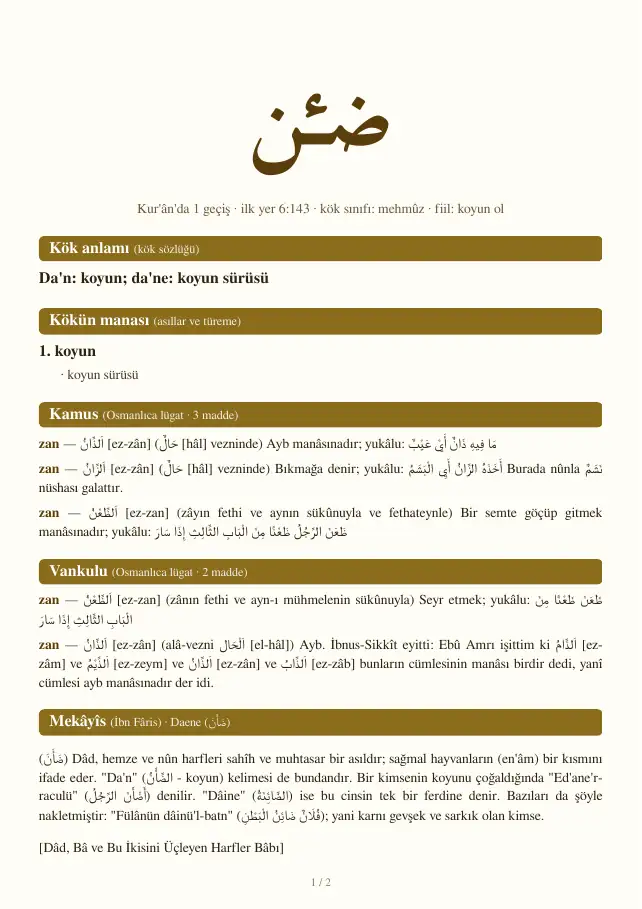 ضئن
Kur'ân'da 1 geçiş · ilk yer 6:143 · kök sınıfı: mehmûz · fiil: koyun ol
Kök anlamı (kök sözlüğü)
Da'n: koyun; da'ne: koyun sürüsü
Kökün manası (asıllar ve türeme)
1. koyun
· koyun sürüsü
Kamus (Osmanlıca lügat · 3 madde)
zan — اَلذَّانُ [ez-zân] (حَالٌ [hâl] vezninde) Ayb manâsınadır; yukâlu: مَا فِيهِ ذَانٌ أَيْ عَيْبٌ
zan — اَلزَّانُ [ez-zân] (حَالٌ [hâl] vezninde) Bıkmağa denir; yukâlu: أَخَذَهُ الزَّانُ أَيِ الْبَشَمُ Burada nûnla نَشَمٌ
nüshası galattır.
zan — اَلظَّعْنُ [ez-zan] (zâyın fethi ve aynın sükûnuyla ve fethateynle) Bir semte göçüp gitmek
manâsınadır; yukâlu: ظَعَنَ الرَّجُلُ ظَعْنًا مِنَ الْبَابِ الثَّالِثِ إِذَا سَارَ
Vankulu (Osmanlıca lügat · 2 madde)
zan — اَلظَّعْنُ [ez-zan] (zânın fethi ve ayn-ı mühmelenin sükûnuyla) Seyr etmek; yukâlu: ظَعَنَ ظَعْنًا مِنَ
الْبَابِ الثَّالِثِ إِذَا سَارَ
zan — اَلذَّانُ [ez-zân] (alâ-vezni اَلْحَالِ [el-hâl]) Ayb. İbnus-Sikkît eyitti: Ebû Amrı işittim ki اَلذَّامُ [ez-
zâm] ve اَلذَّيْمُ [ez-zeym] ve اَلذَّانُ [ez-zân] ve اَلذَّابُ [ez-zâb] bunların cümlesinin manâsı birdir dedi, yanî
cümlesi ayb manâsınadır der idi.
Mekâyîs (İbn Fâris) · Daene (ضَأَنَ)
(ضَأَنَ) Dâd, hemze ve nûn harfleri sahîh ve muhtasar bir asıldır; sağmal hayvanların (en'âm) bir kısmını
ifade eder. "Da'n" (الضَّأْنُ - koyun) kelimesi de bundandır. Bir kimsenin koyunu çoğaldığında "Ed'ane'r-
raculü" (أَضْأَنَ الرَّجُلُ) denilir. "Dâine" (الضَّائِنَةُ) ise bu cinsin tek bir ferdine denir. Bazıları da şöyle
nakletmiştir: "Fülânün dâinü'l-batn" (فُلَانٌ ضَائِنُ الْبَطْنِ); yani karnı gevşek ve sarkık olan kimse.
[Dâd, Bâ ve Bu İkisini Üçleyen Harfler Bâbı]
1 / 2